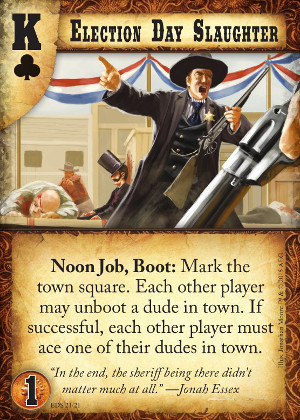 K
Election Day Slaughter
Noon Job, Boot: Mark the
town square. Each other player
may unboot a dude in town. If
successful, each other player must
ace one of their dudes in town.
"In the end, the sheriff being there didn't
matter much at all." —Jonah Essex
1